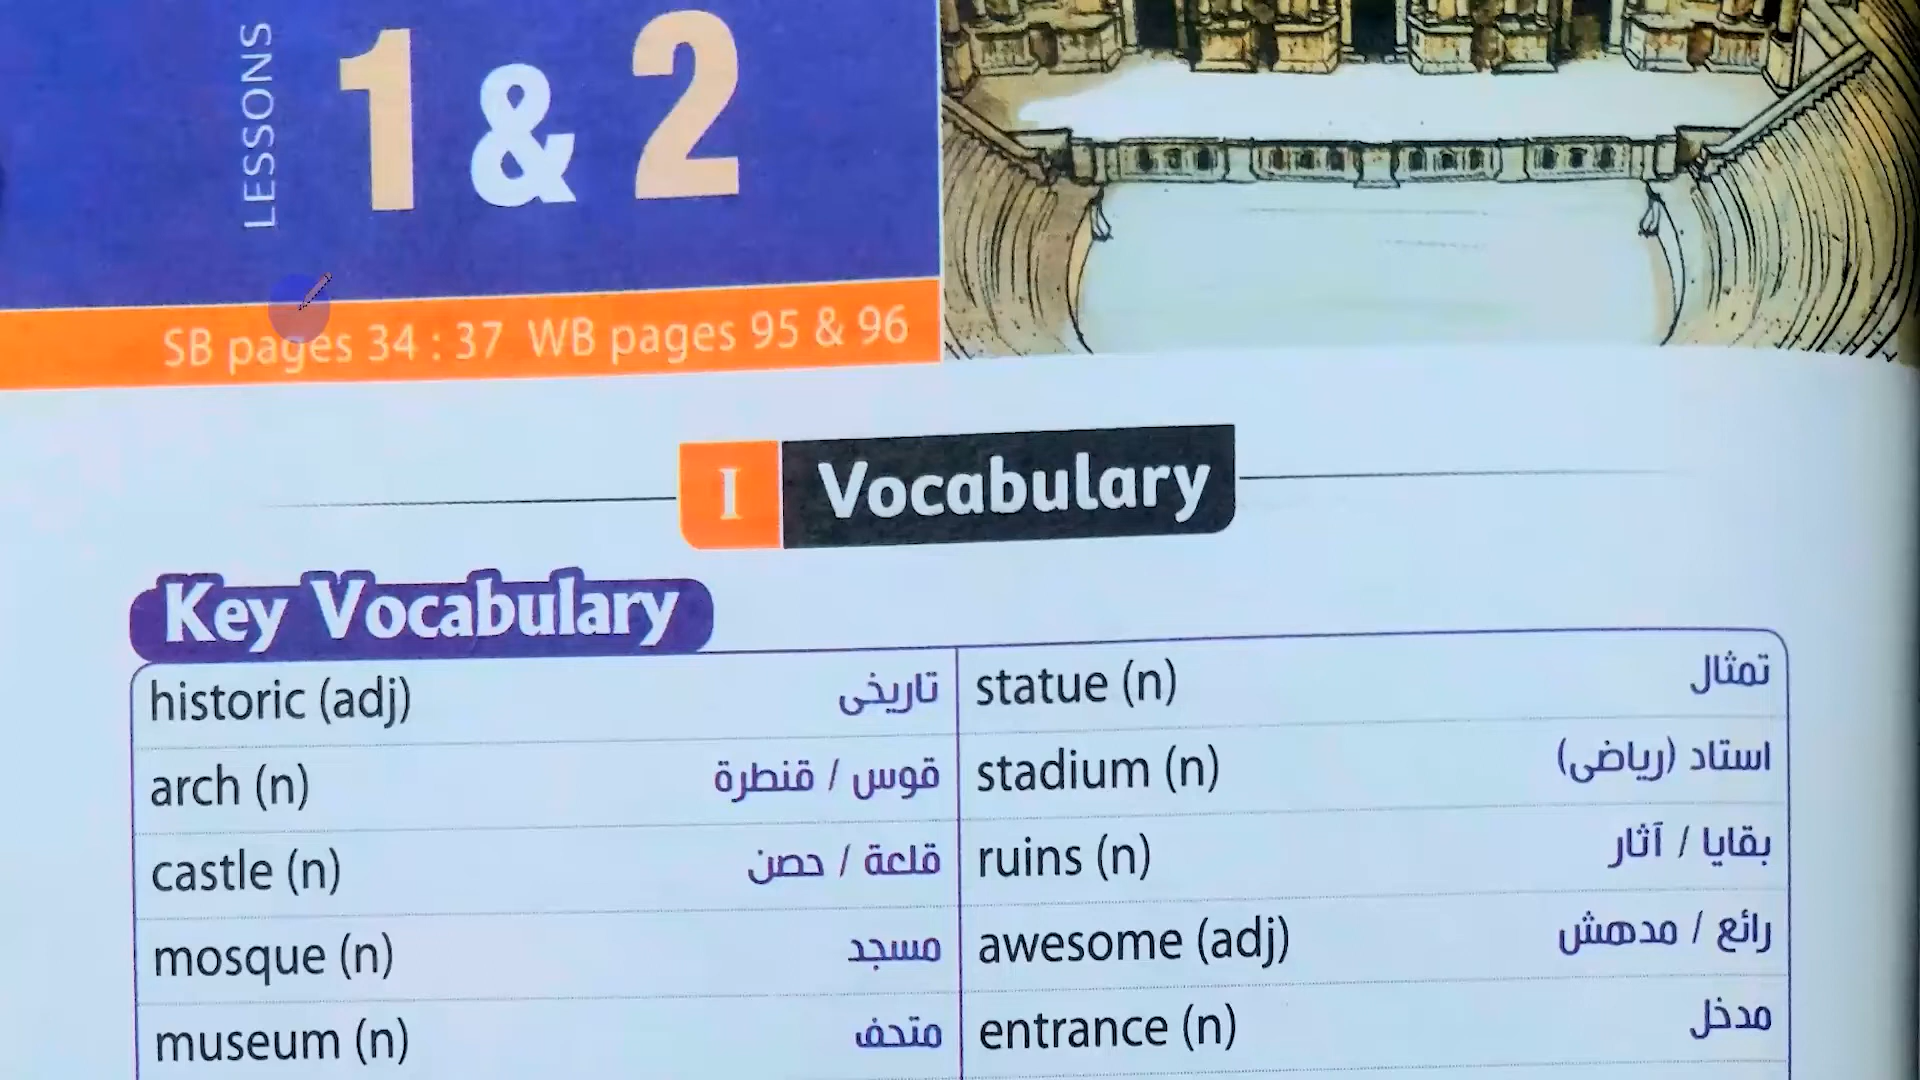 LESSONS 1 & 2
SB pages 34 : 37 WB pages 95 & 96
I Vocabulary
Key Vocabulary
historic (adj) تاريخى statue (n) تمثال
arch (n) قوس / قنطرة stadium (n) استاد (رياضى)
castle (n) قلعة / حصن ruins (n) بقايا / آثار
mosque (n) مسجد awesome (adj) رائع / مدهش
museum (n) متحف entrance (n) مدخل